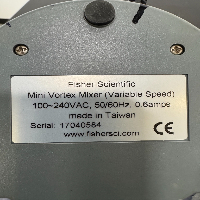 Fisher Scientific
Mini Vortex Mixer (Variable Speed)
100~240VAC, 50/60Hz, 0.6amps
made in Taiwan
Serial: 17040584
www.fishersci.com CE